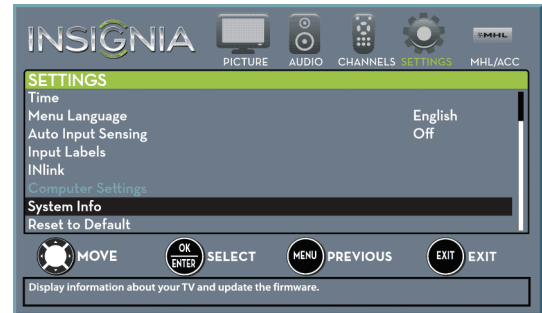 INSIGNIA
PICTURE AUDIO CHANNELS SETTINGS MHL MHL/ACC
SETTINGS
Time
Menu Language English
Auto Input Sensing Off
Input Labels
INlink
Computer Settings
System Info
Reset to Default
MOVE OK ENTER SELECT MENU PREVIOUS EXIT EXIT
Display information about your TV and update the firmware.